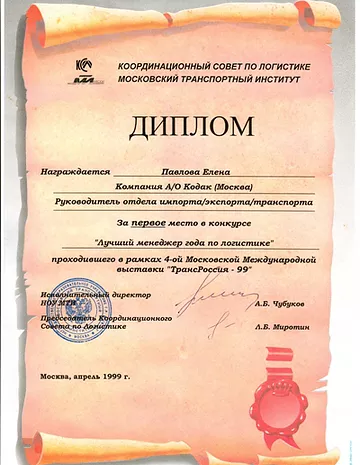 КООРДИНАЦИОННЫЙ СОВЕТ ПО ЛОГИСТИКЕ
МОСКОВСКИЙ ТРАНСПОРТНЫЙ ИНСТИТУТ
ДИПЛОМ
Награждается Павлова Елена
Компания А/О Кодак (Москва)
Руководитель отдела импорта/экспорта/транспорта
За первое место в конкурсе
"Лучший менеджер года по логистике"
проходившего в рамках 4-ой Московской Международной
выставки "ТрансРоссия - 99"
Исполнительный директор
НОУ МТИ А.Б. Чубуков
Председатель Координационного
Совета по Логистике Л.Б. Миротин
Москва, апрель 1999 г.